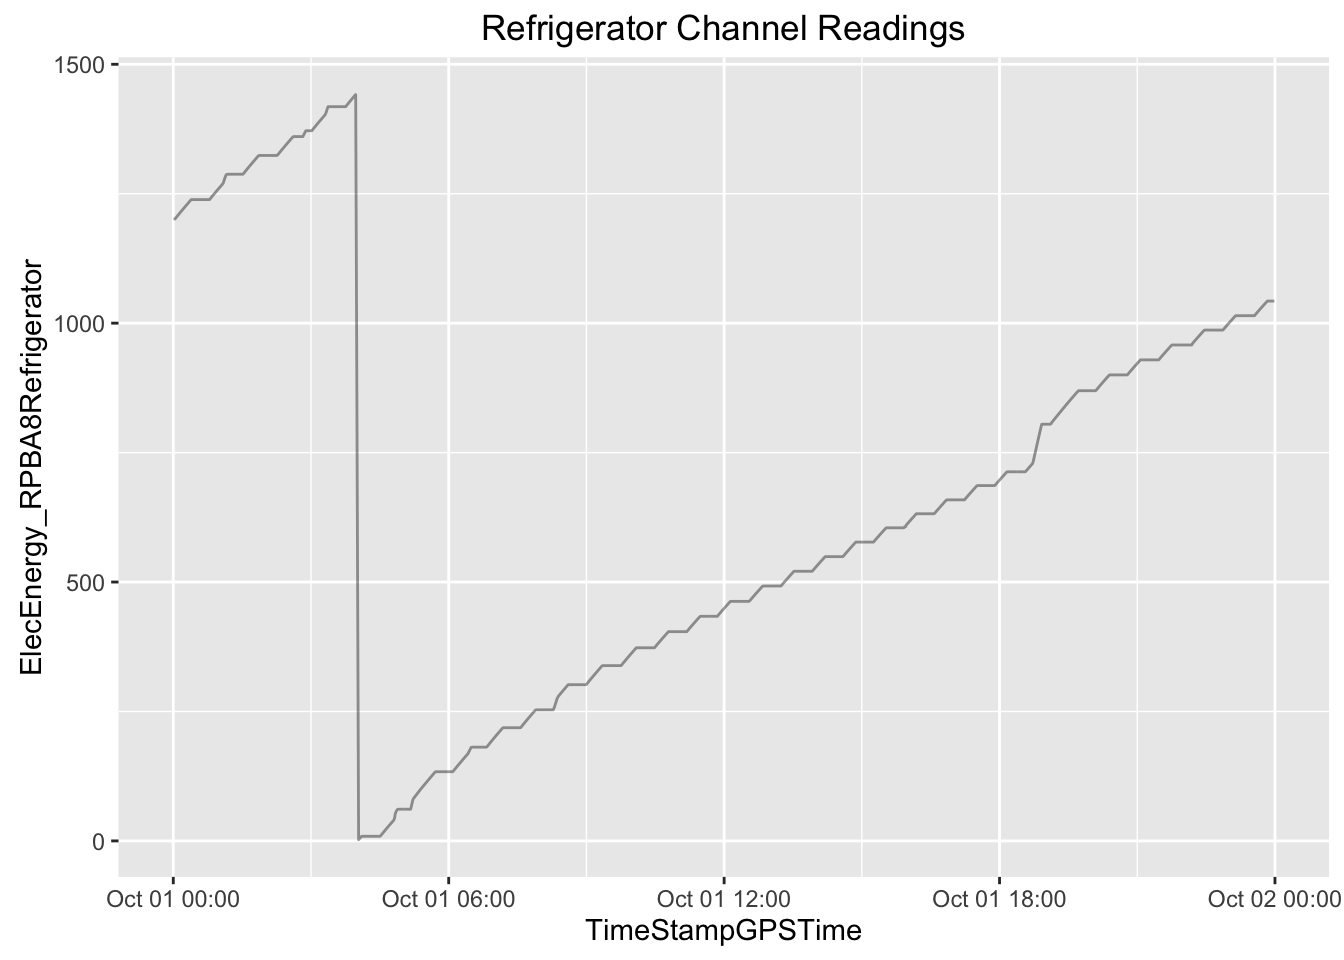 Refrigerator Channel Readings
1500
1000
500
0
ElecEnergy_RPBA8Refrigerator
Oct 01 00:00 Oct 01 06:00 Oct 01 12:00 Oct 01 18:00 Oct 02 00:00
TimeStampGPSTime